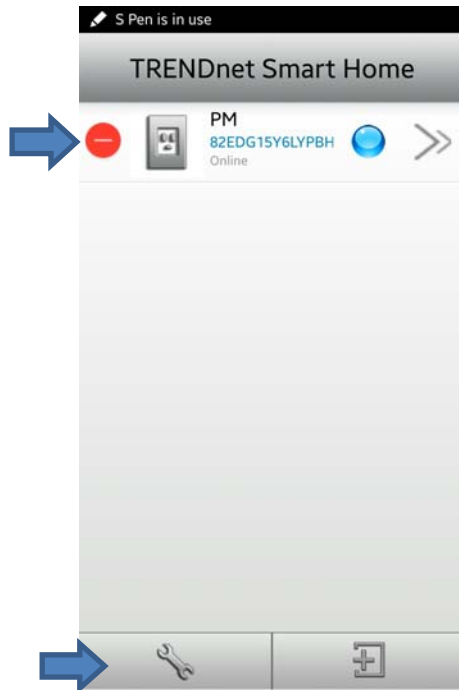 S Pen is in use
TRENDnet Smart Home
PM
82EDG15Y6LYPBH
Online